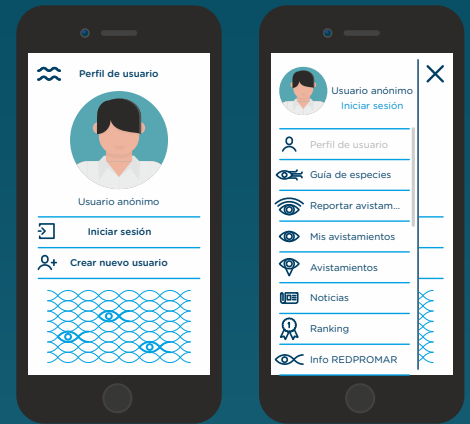 Perfil de usuario
Usuario anónimo
Iniciar sesión
Crear nuevo usuario
Usuario anónimo
Iniciar sesión
Perfil de usuario
Guía de especies
Reportar avistam...
Mis avistamientos
Avistamientos
Noticias
1
Ranking
Info REDPROMAR